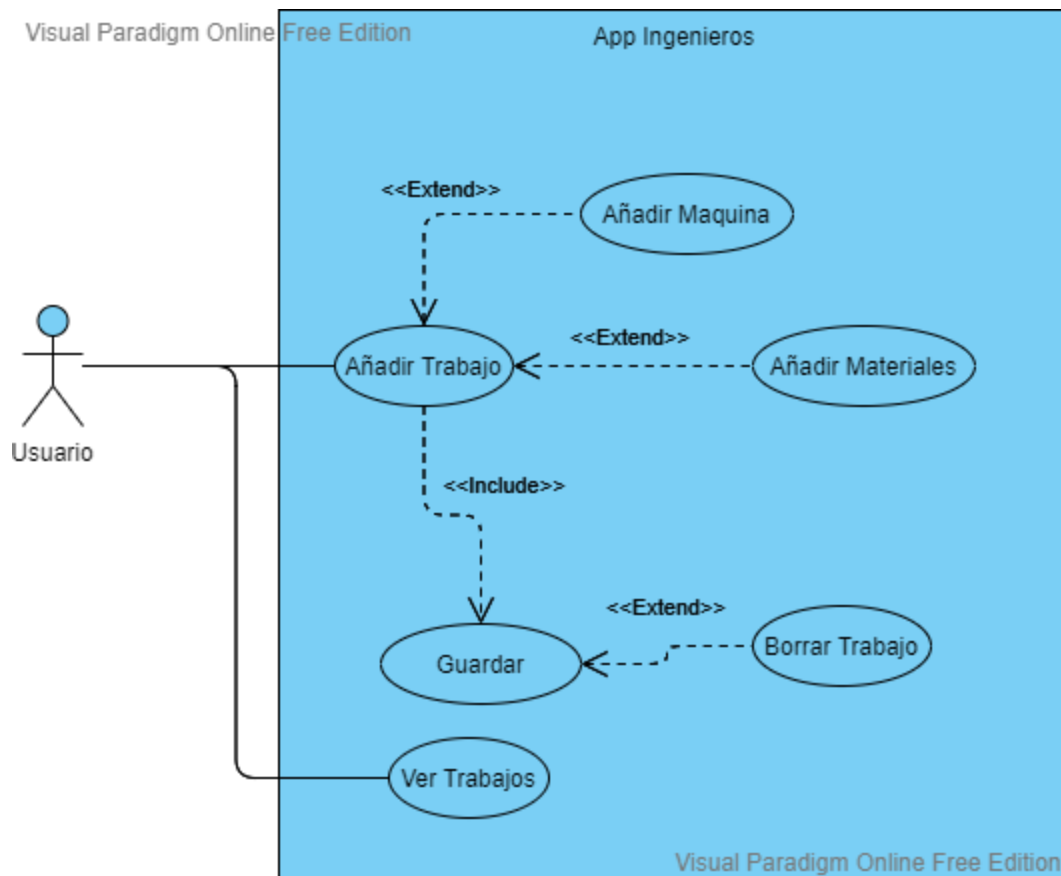 Visual Paradigm Online Free Edition
App Ingenieros
<<Extend>>
Añadir Maquina
<<Extend>>
Añadir Trabajo
Añadir Materiales
Usuario
<<Include>>
<<Extend>>
Borrar Trabajo
Guardar
Ver Trabajos
Visual Paradigm Online Free Edition